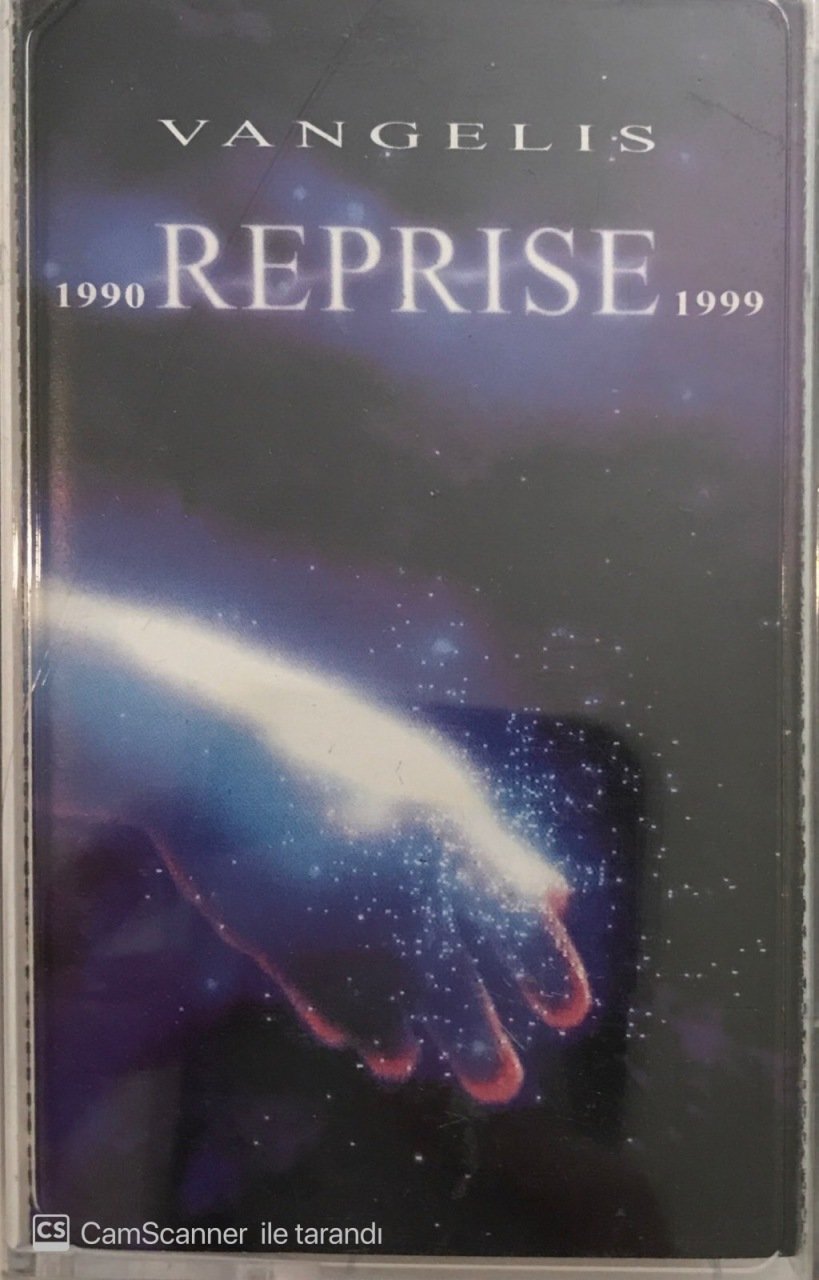 VANGELIS
1990 REPRISE 1999
CS CamScanner ile tarandı